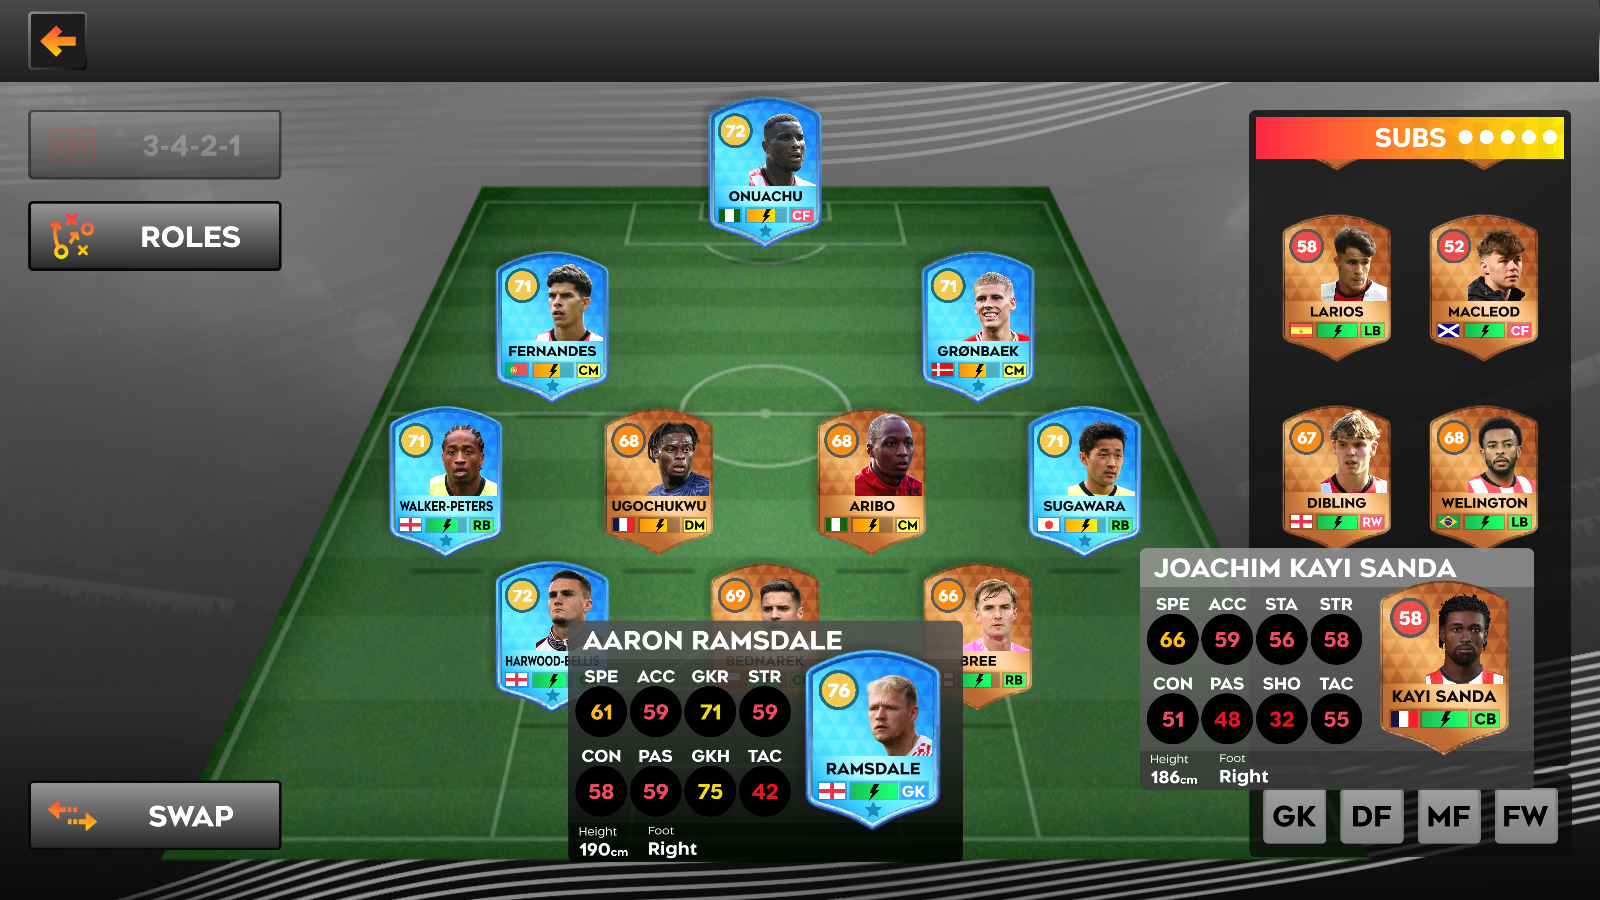 3-4-2-1
ROLES
SWAP
72
ONUACHU
CF
71
FERNANDES
CM
71
GRØNBAEK
CM
71
WALKER-PETERS
RB
68
UGOCHUKWU
DM
68
ARIBO
CM
71
SUGAWARA
RB
72
HARWOOD-BELLIS
69
BEDNAREK
66
BREE
RB
AARON RAMSDALE
SPE ACC GKR STR
61 59 71 59
CON PAS GKH TAC
58 59 75 42
Height Foot
190cm Right
76
RAMSDALE
GK
SUBS
58
LARIOS
LB
52
MACLEOD
CF
67
DIBLING
RW
68
WELINGTON
LB
JOACHIM KAYI SANDA
SPE ACC STA STR
66 59 56 58
CON PAS SHO TAC
51 48 32 55
Height Foot
186cm Right
58
KAYI SANDA
CB
GK DF MF FW